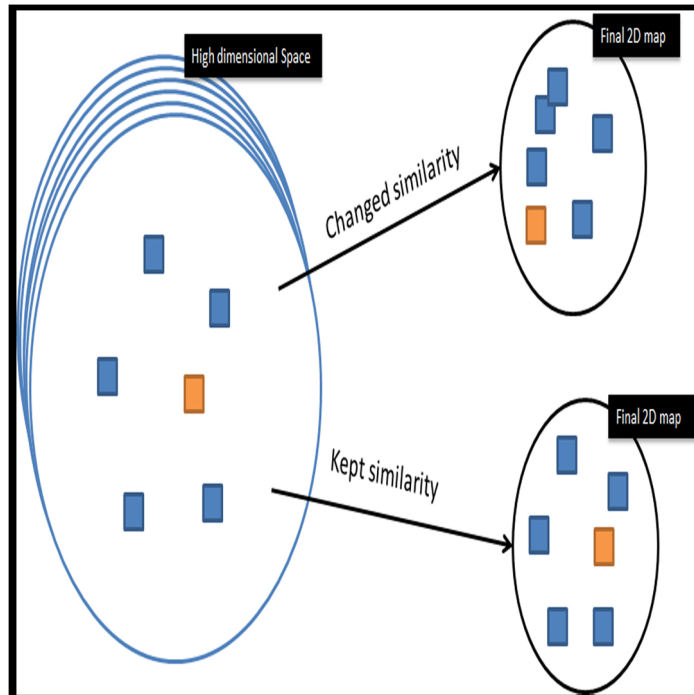 High dimensional Space
Final 2D map
Changed similarity
Kept similarity
Final 2D map